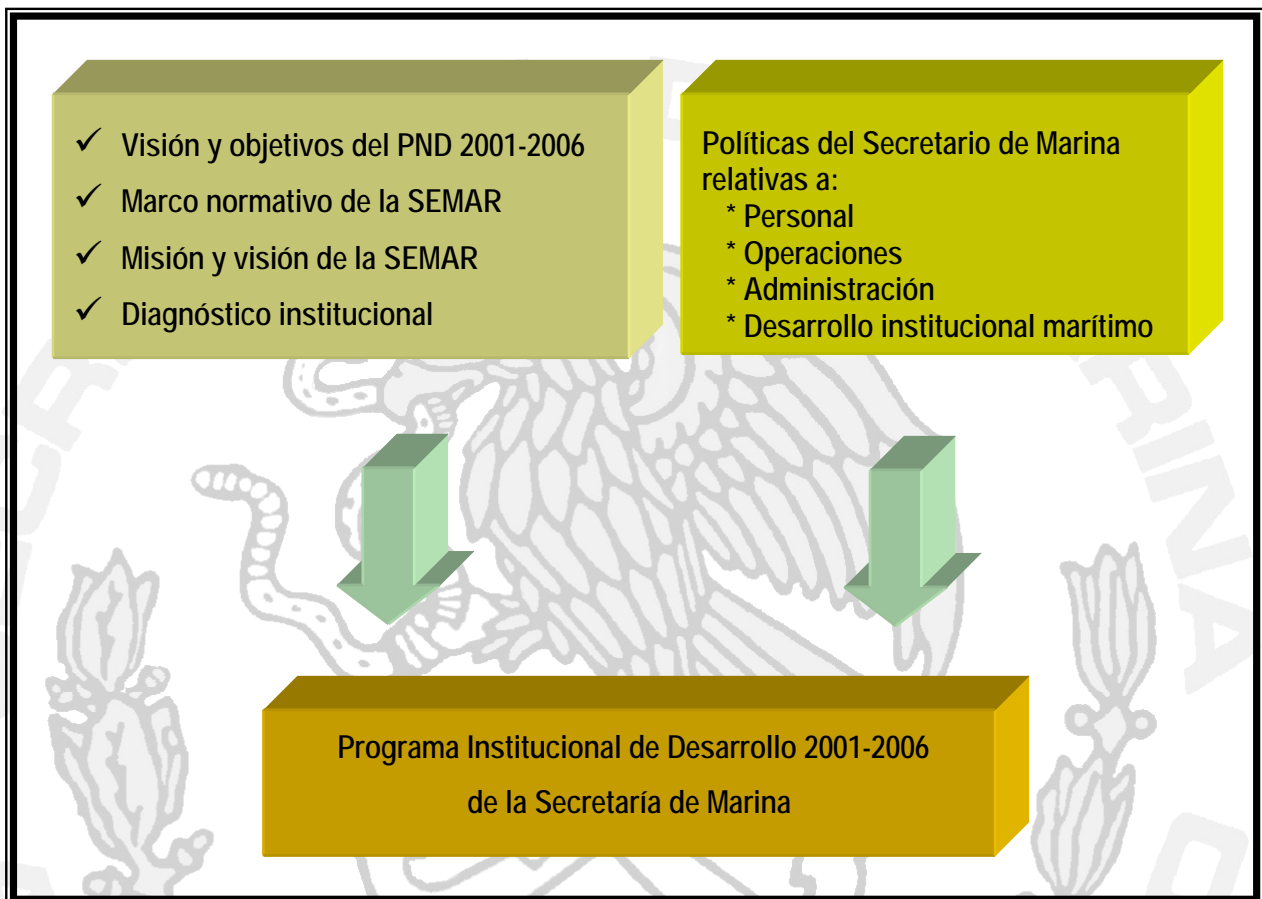 ✓ Visión y objetivos del PND 2001-2006
✓ Marco normativo de la SEMAR
✓ Misión y visión de la SEMAR
✓ Diagnóstico institucional
Políticas del Secretario de Marina
relativas a:
* Personal
* Operaciones
* Administración
* Desarrollo institucional marítimo
Programa Institucional de Desarrollo 2001-2006
de la Secretaría de Marina